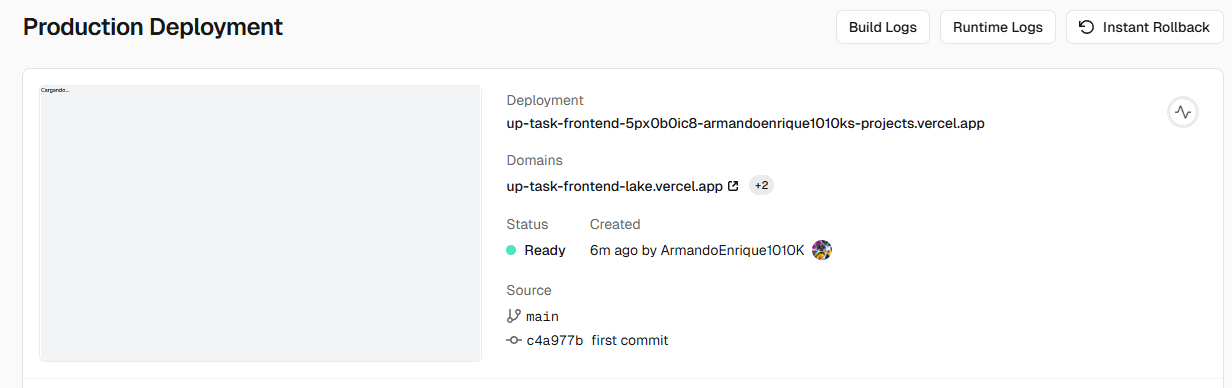 Production Deployment
Build Logs
Runtime Logs
Instant Rollback
Cargando...
Deployment
up-task-frontend-5px0b0ic8-armandoenrique1010ks-projects.vercel.app
Domains
up-task-frontend-lake.vercel.app +2
Status Created
Ready 6m ago by ArmandoEnrique1010K
Source
main
c4a977b first commit